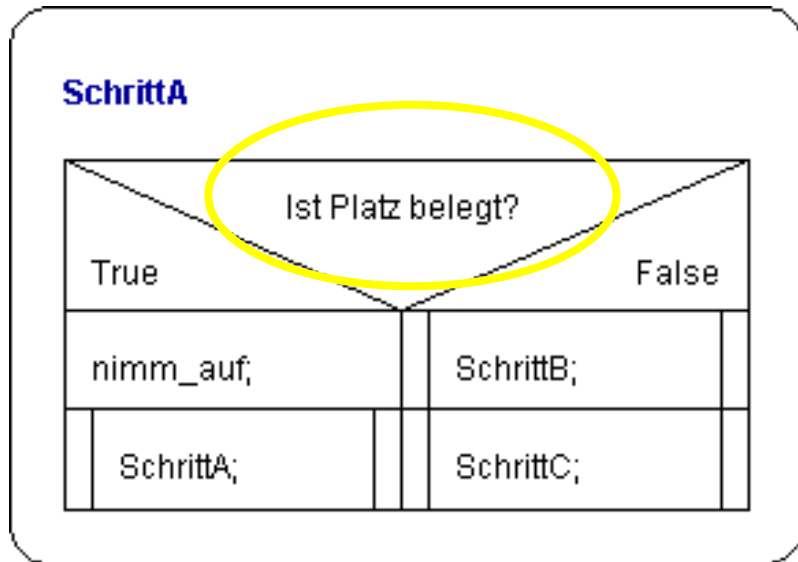 SchrittA
Ist Platz belegt?
True False
nimm_auf; SchrittB;
SchrittA; SchrittC;